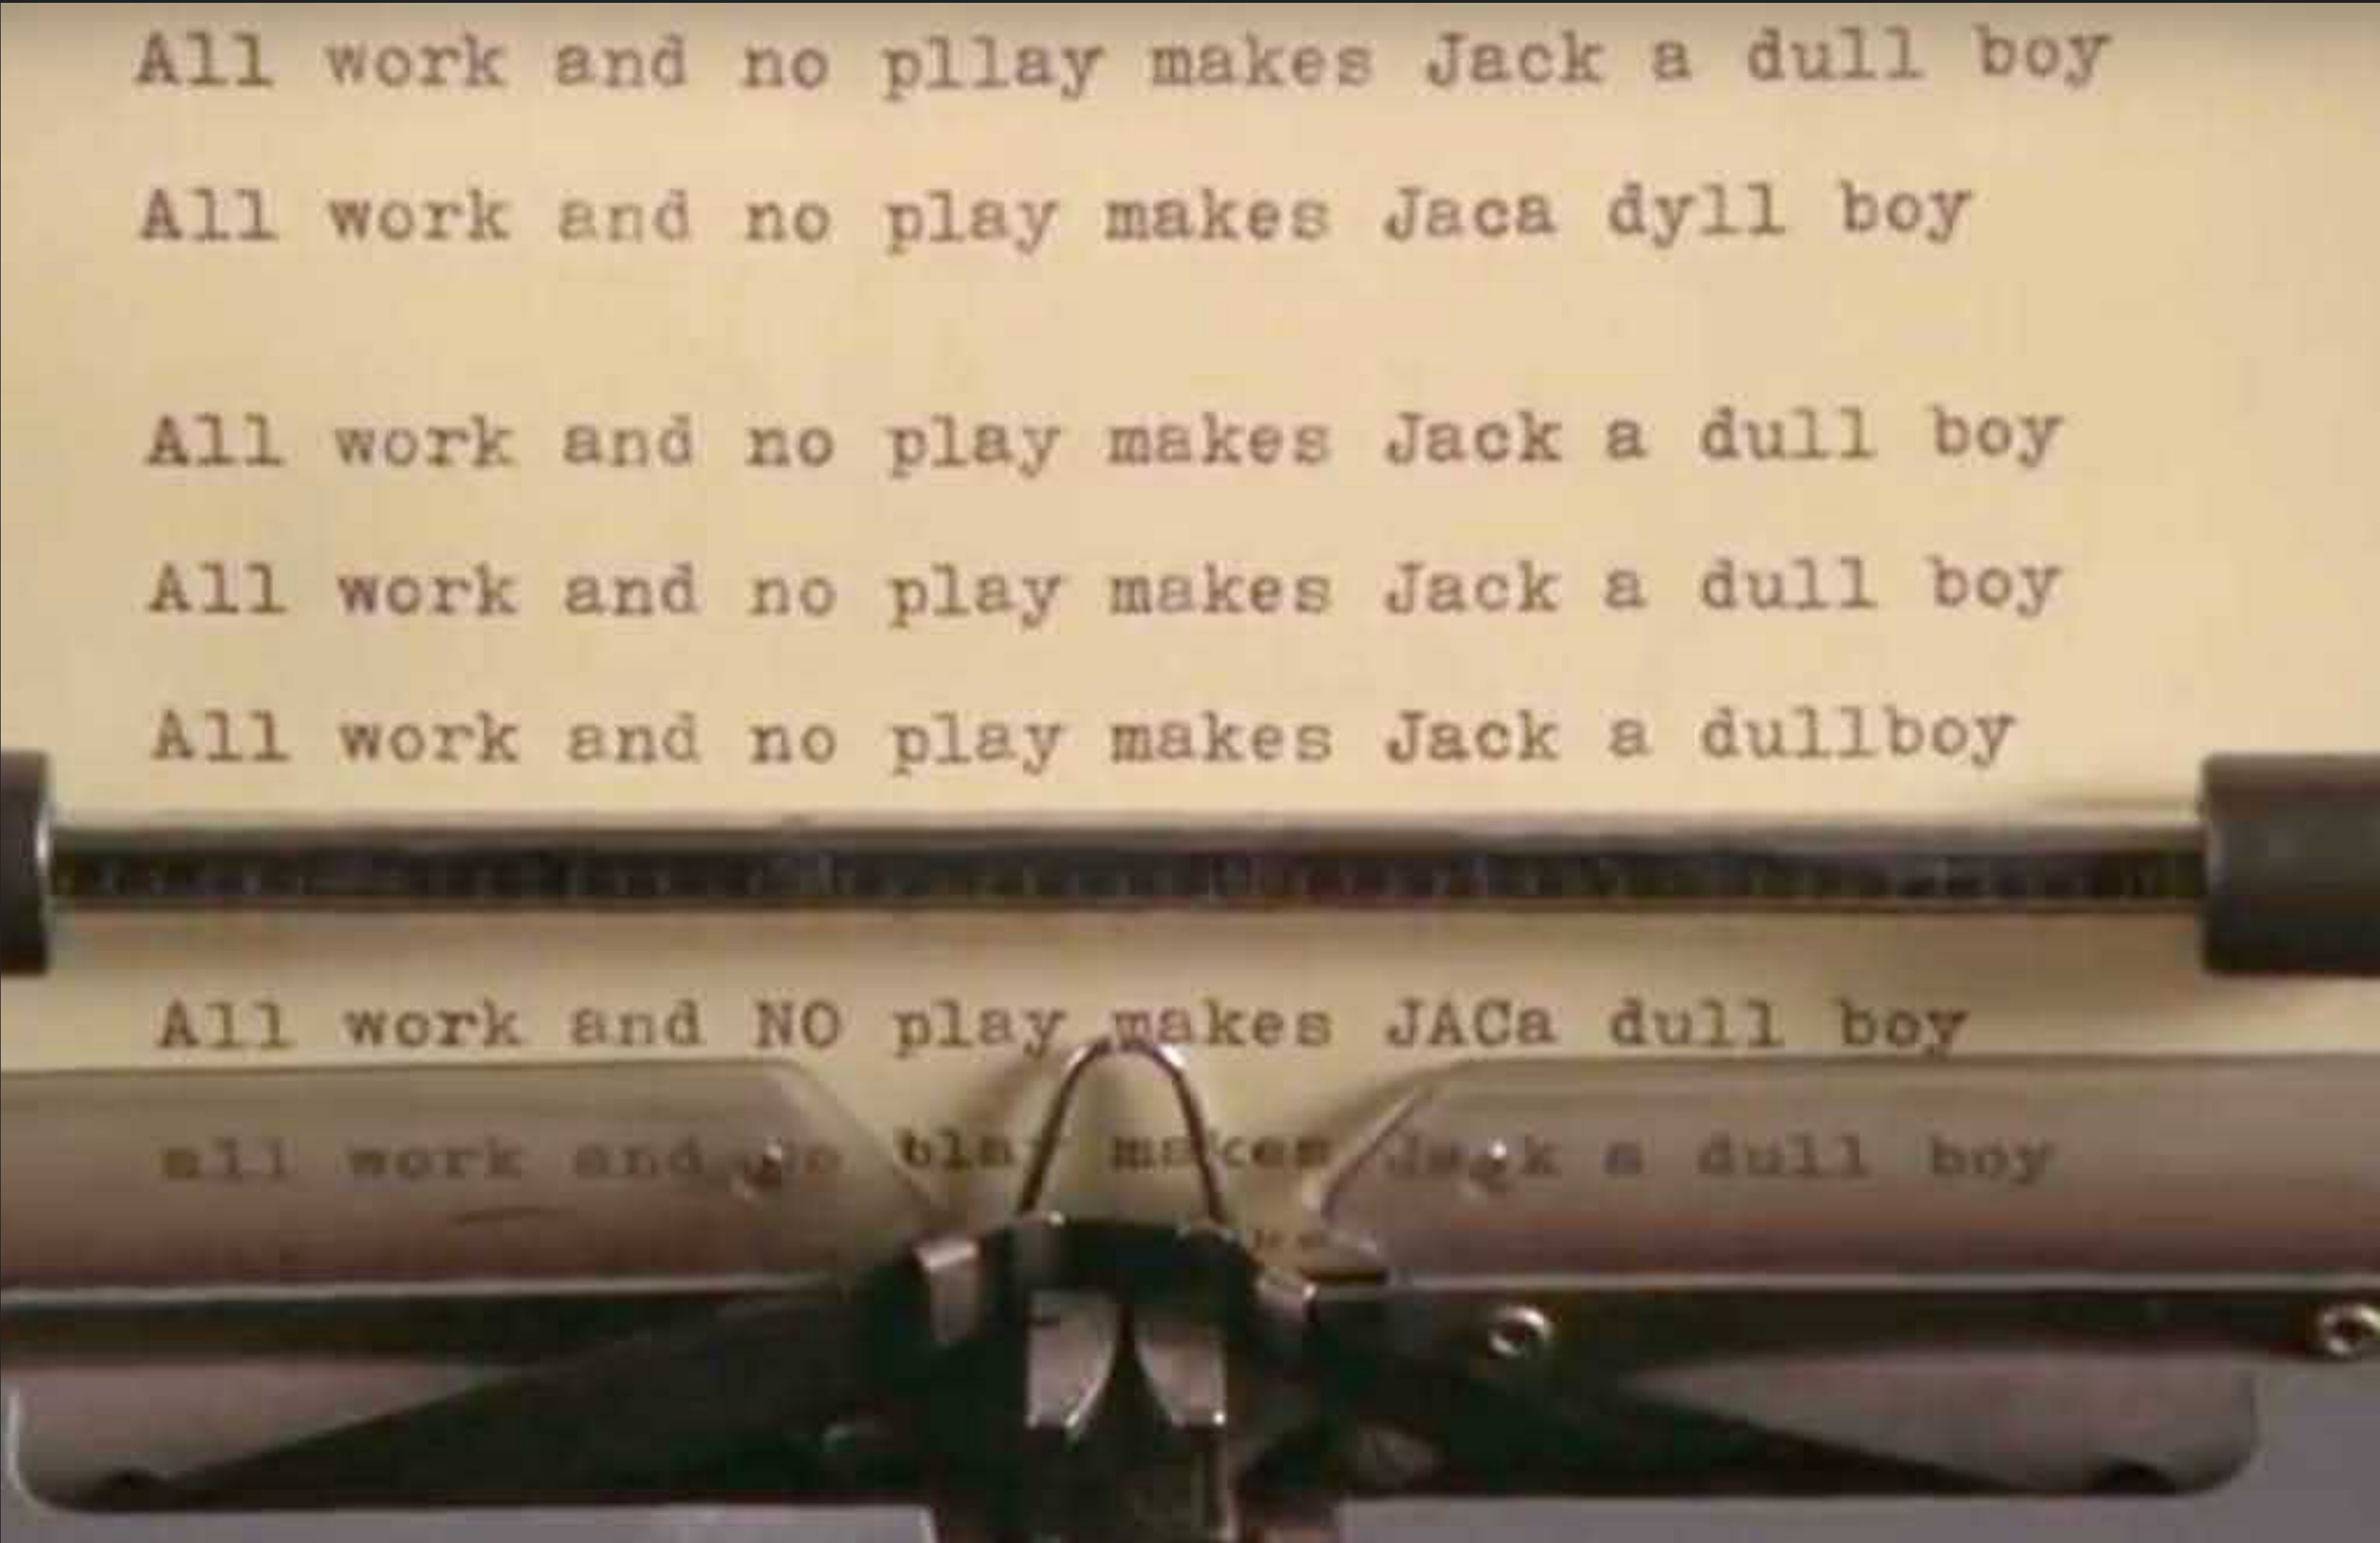 All work and no pllay makes Jack a dull boy
All work and no play makes Jaca dyll boy
All work and no play makes Jack a dull boy
All work and no play makes Jack a dull boy
All work and no play makes Jack a dullboy
All work and NO play makes JACa dull boy
all work and makes Jack a dull boy